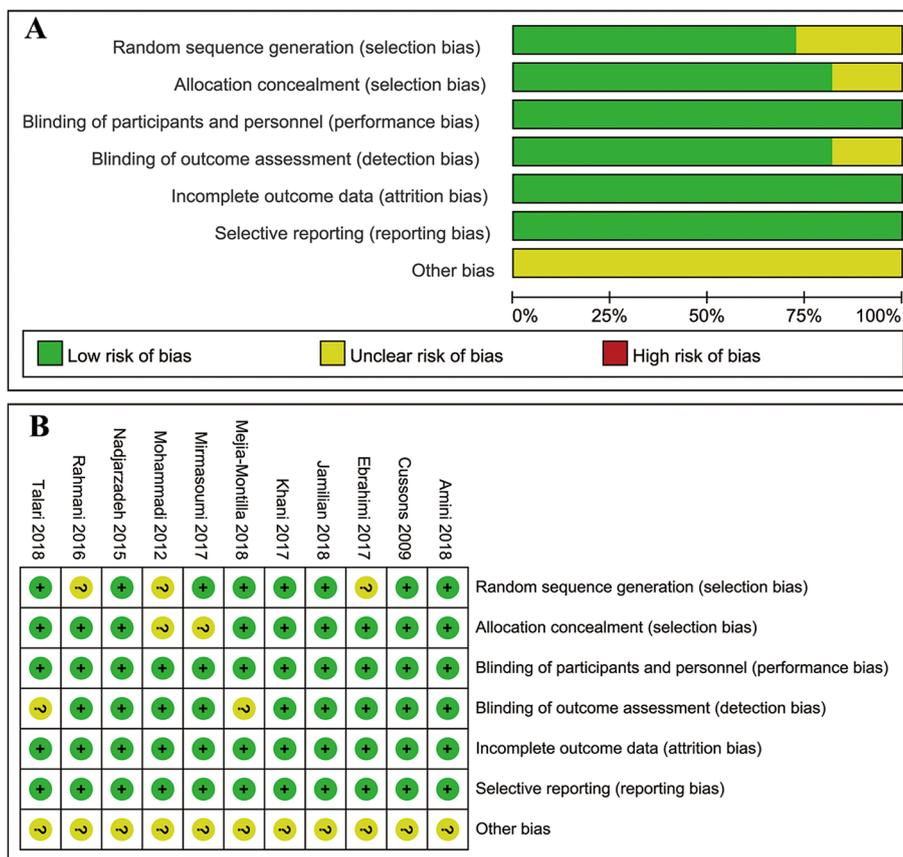 A
Random sequence generation (selection bias)
Allocation concealment (selection bias)
Blinding of participants and personnel (performance bias)
Blinding of outcome assessment (detection bias)
Incomplete outcome data (attrition bias)
Selective reporting (reporting bias)
Other bias
0% 25% 50% 75% 100%
Low risk of bias Unclear risk of bias High risk of bias
B
Talari 2018
Rahmani 2016
Nadjarzadeh 2015
Mohammadi 2012
Mirmasoumi 2017
Mejia-Montilla 2018
Khani 2017
Jamilian 2018
Ebrahimi 2017
Cussons 2009
Amini 2018
+ ? + ? + + + + ? + + Random sequence generation (selection bias)
+ + + ? ? + + + + + + Allocation concealment (selection bias)
+ + + + + + + + + + + Blinding of participants and personnel (performance bias)
? + + + + ? + + + + + Blinding of outcome assessment (detection bias)
+ + + + + + + + + + + Incomplete outcome data (attrition bias)
+ + + + + + + + + + + Selective reporting (reporting bias)
? ? ? ? ? ? ? ? ? ? ? Other bias